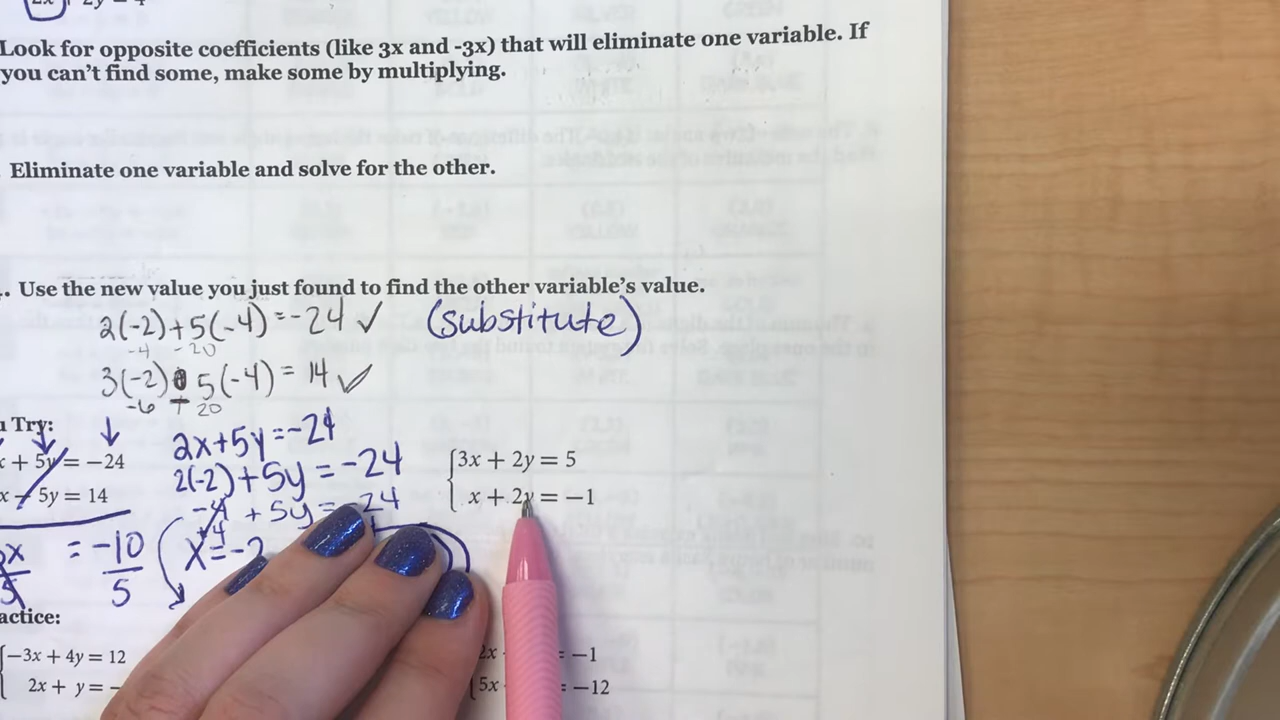 2y = 4
Look for opposite coefficients (like 3x and -3x) that will eliminate one variable. If
you can't find some, make some by multiplying.
Eliminate one variable and solve for the other.
. Use the new value you just found to find the other variable's value.
2(-2)+5(-4)=-24 ✓ (substitute)
-4 -20
3(-2) 5(-4) = 14 ✓
-6 + 20
Try:
+ 5y = −24
x − 5y = 14
x = -10
5 5
2x+5y=-24
2(-2)+5y = -24
-4 + 5y = -24
+4
x=-2
3x + 2y = 5
x + 2y = −1
actice:
−3x + 4y = 12
2x + y = −
2x = −1
5x = −12